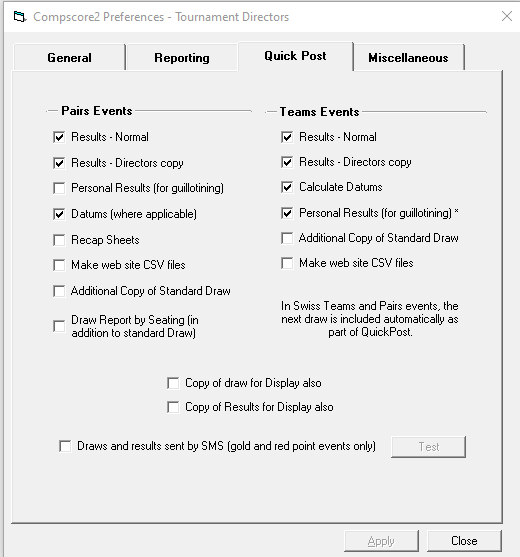 Compscore2 Preferences - Tournament Directors
General
Reporting
Quick Post
Miscellaneous
Pairs Events
Results - Normal
Results - Directors copy
Personal Results (for guillotining)
Datums (where applicable)
Recap Sheets
Make web site CSV files
Additional Copy of Standard Draw
Draw Report by Seating (in
addition to standard Draw)
Teams Events
Results - Normal
Results - Directors copy
Calculate Datums
Personal Results (for guillotining) *
Additional Copy of Standard Draw
Make web site CSV files
In Swiss Teams and Pairs events, the
next draw is included automatically as
part of QuickPost.
Copy of draw for Display also
Copy of Results for Display also
Draws and results sent by SMS (gold and red point events only)
Test
Apply
Close